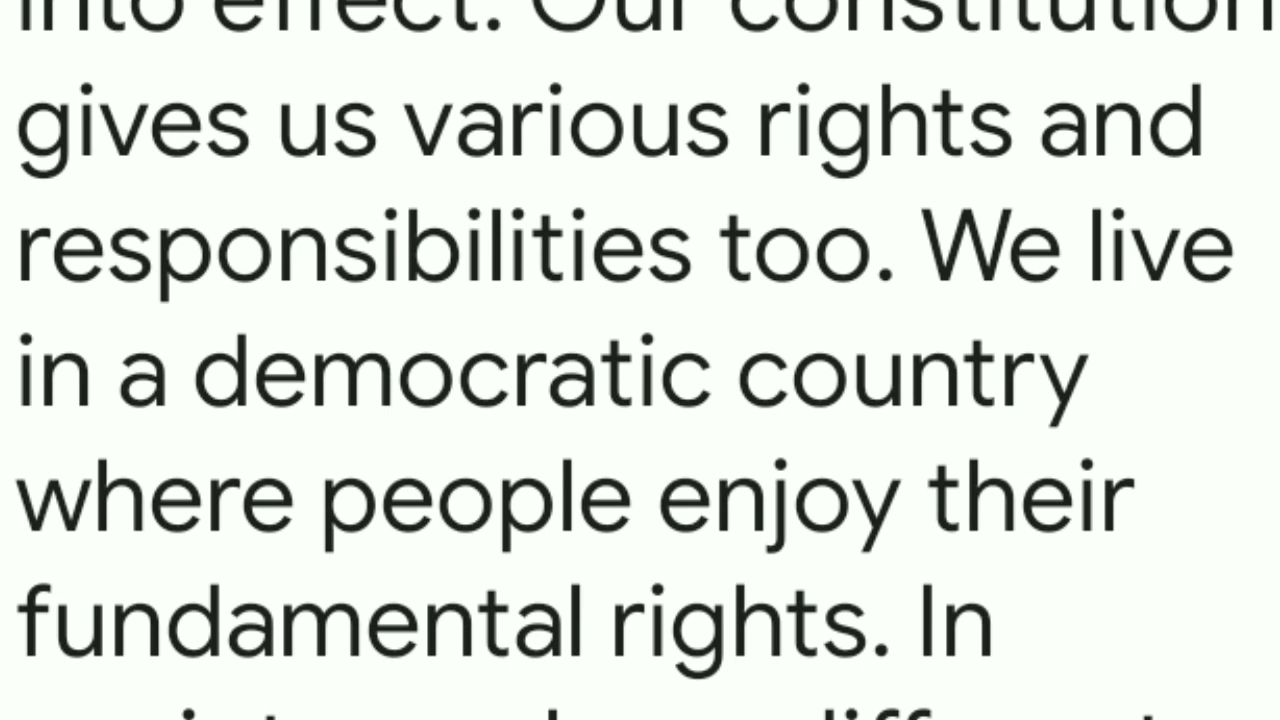 into effect. Our constitution
gives us various rights and
responsibilities too. We live
in a democratic country
where people enjoy their
fundamental rights. In